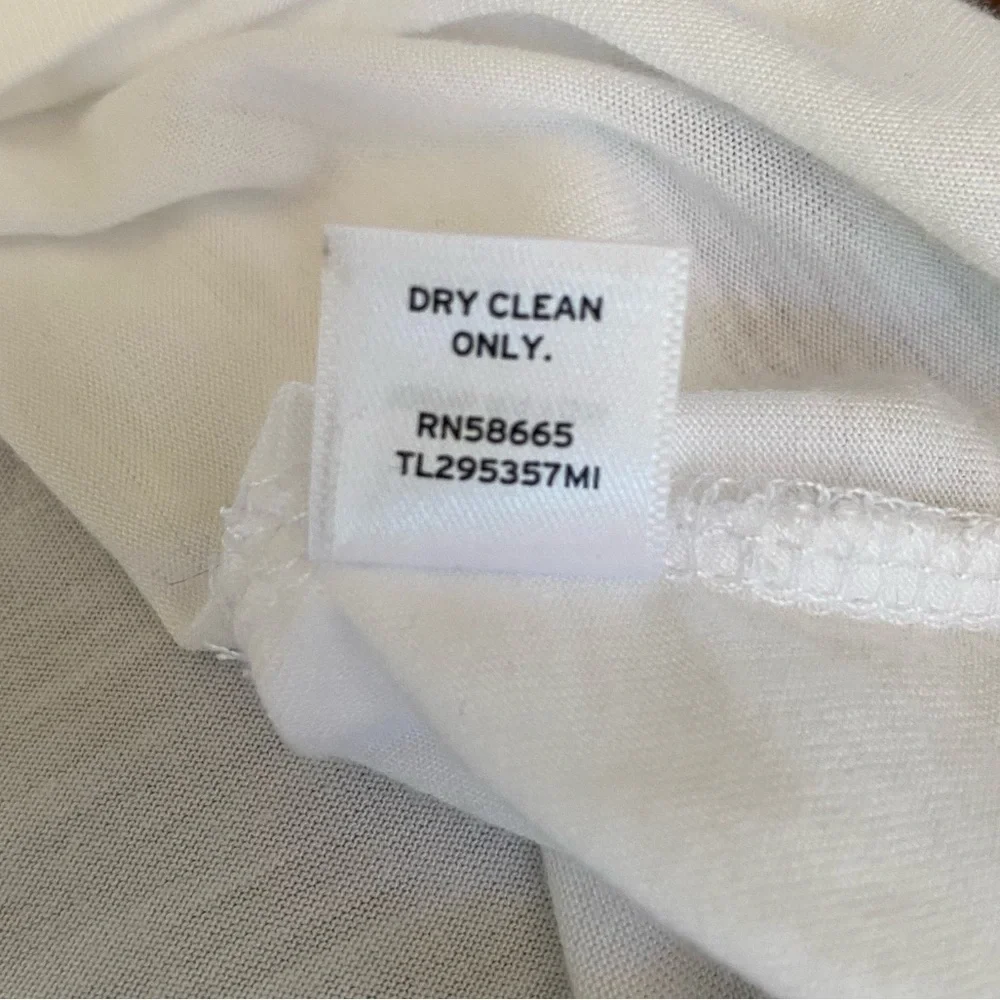 DRY CLEAN
ONLY.
RN58665
TL295357MI